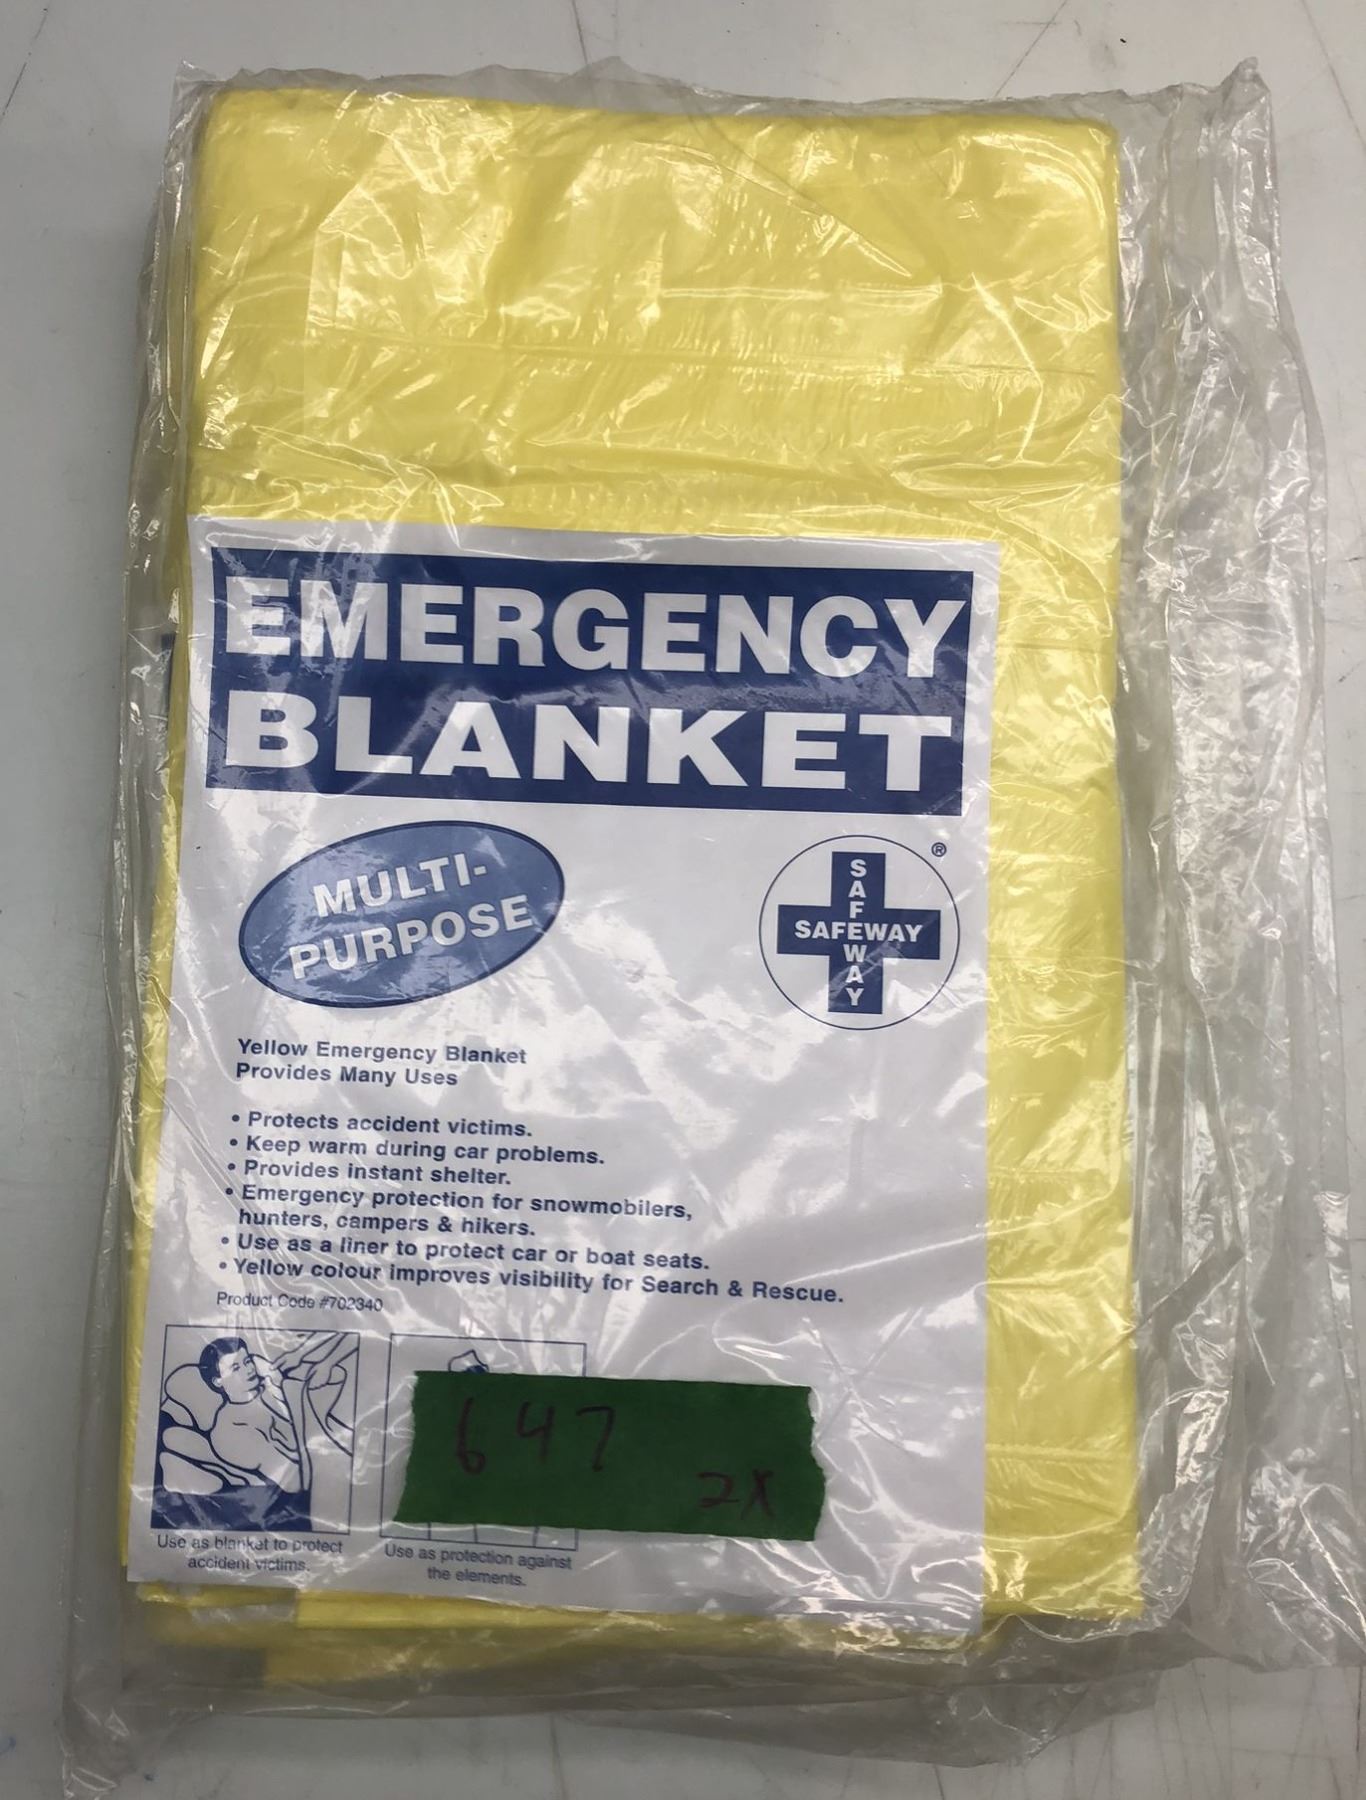 EMERGENCY
BLANKET
MULTI-
PURPOSE
®
SAFEWAY
SAFEWAY
Yellow Emergency Blanket
Provides Many Uses
• Protects accident victims.
• Keep warm during car problems.
• Provides instant shelter.
• Emergency protection for snowmobilers,
hunters, campers & hikers.
• Use as a liner to protect car or boat seats.
• Yellow colour improves visibility for Search & Rescue.
Product Code #702340
647
2X
Use as blanket to protect
accident victims.
Use as protection against
the elements.